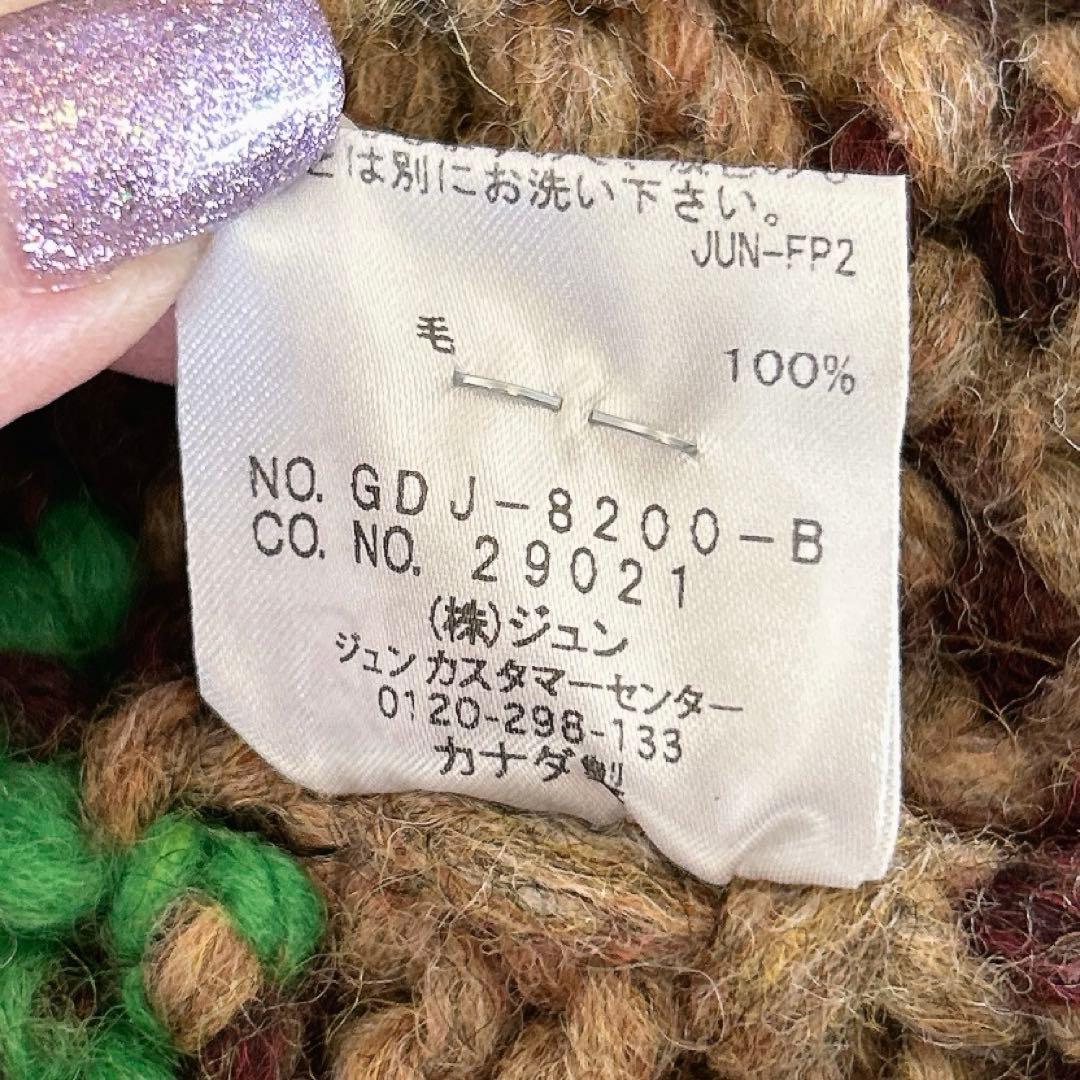 とは別にお洗い下さい。
JUN-FP2
毛 100%
NO. GDJ-8200-B
CO. NO. 29021
(株)ジュン
ジュンカスタマーセンター
0120-298-133
カナダ製